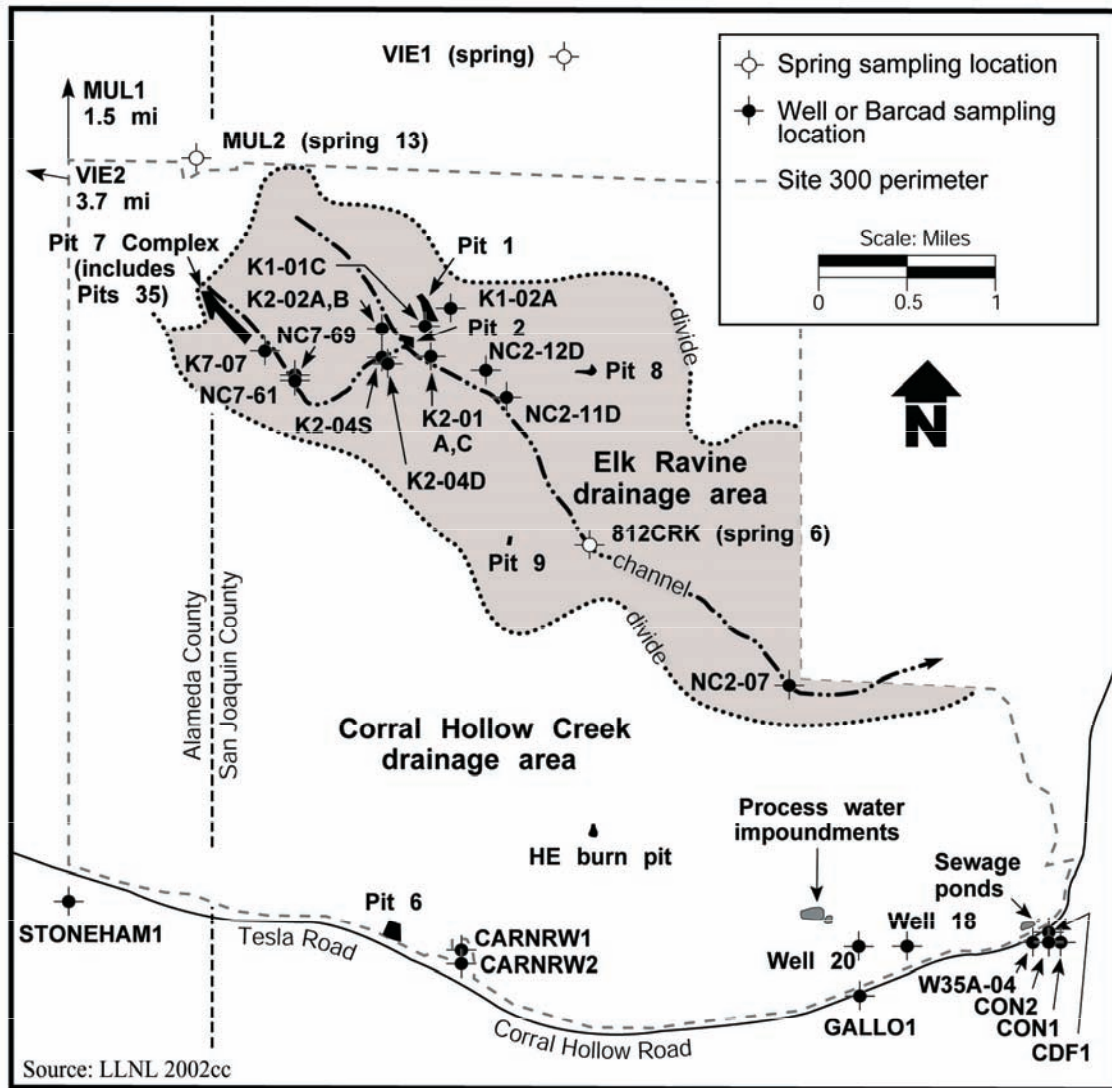 VIE1 (spring)
Spring sampling location
Well or Barcad sampling
location
Site 300 perimeter
Scale: Miles
0 0.5 1
MUL1
1.5 mi
MUL2 (spring 13)
VIE2
3.7 mi
Pit 7 Complex
(includes
Pits 35)
Pit 1
K1-01C
K1-02A
K2-02A,B
Pit 2
NC7-69
NC2-12D
divide
K7-07
Pit 8
NC7-61
NC2-11D
K2-04S
K2-01
A,C
K2-04D
N
Elk Ravine
drainage area
812CRK (spring 6)
Pit 9
channel
divide
NC2-07
Alameda County
San Joaquin County
Corral Hollow Creek
drainage area
Process water
impoundments
HE burn pit
Sewage
ponds
Pit 6
Well 18
STONEHAM1
Tesla Road
CARNRW1
CARNRW2
Well 20
W35A-04
CON2
CON1
CDF1
GALLO1
Corral Hollow Road
Source: LLNL 2002cc